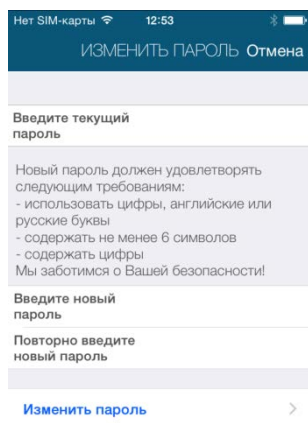 Нет SIM-карты 12:53
ИЗМЕНИТЬ ПАРОЛЬ Отмена
Введите текущий
пароль
Новый пароль должен удовлетворять
следующим требованиям:
- использовать цифры, английские или
русские буквы
- содержать не менее 6 символов
- содержать цифры
Мы заботимся о Вашей безопасности!
Введите новый
пароль
Повторно введите
новый пароль
Изменить пароль